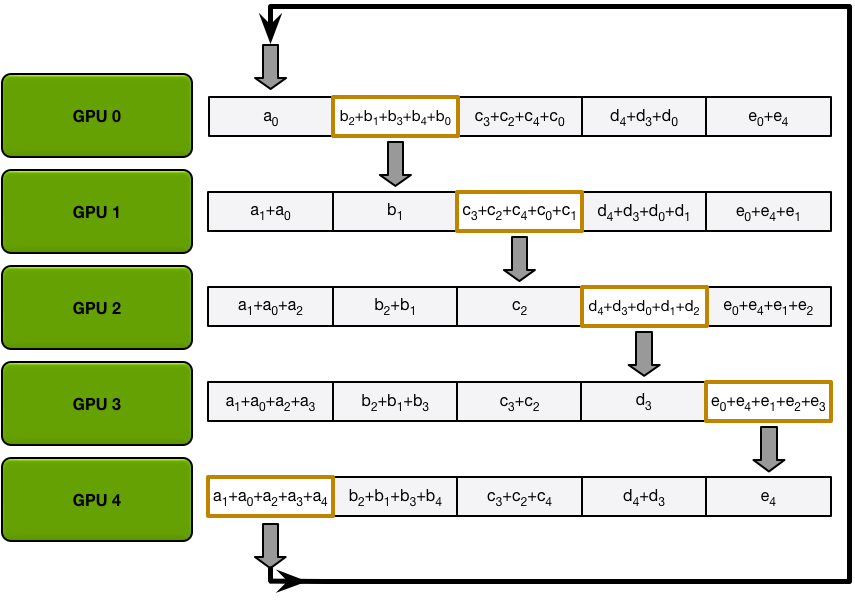 GPU 0 a₀ b₂+b₁+b₃+b₄+b₀ c₃+c₂+c₄+c₀ d₄+d₃+d₀ e₀+e₄
GPU 1 a₁+a₀ b₁ c₃+c₂+c₄+c₀+c₁ d₄+d₃+d₀+d₁ e₀+e₄+e₁
GPU 2 a₁+a₀+a₂ b₂+b₁ c₂ d₄+d₃+d₀+d₁+d₂ e₀+e₄+e₁+e₂
GPU 3 a₁+a₀+a₂+a₃ b₂+b₁+b₃ c₃+c₂ d₃ e₀+e₄+e₁+e₂+e₃
GPU 4 a₁+a₀+a₂+a₃+a₄ b₂+b₁+b₃+b₄ c₃+c₂+c₄ d₄+d₃ e₄